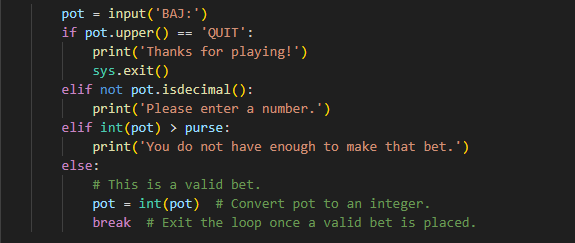 pot = input('BAJ:')
if pot.upper() == 'QUIT':
    print('Thanks for playing!')
    sys.exit()
elif not pot.isdecimal():
    print('Please enter a number.')
elif int(pot) > purse:
    print('You do not have enough to make that bet.')
else:
    # This is a valid bet.
    pot = int(pot)  # Convert pot to an integer.
    break  # Exit the loop once a valid bet is placed.